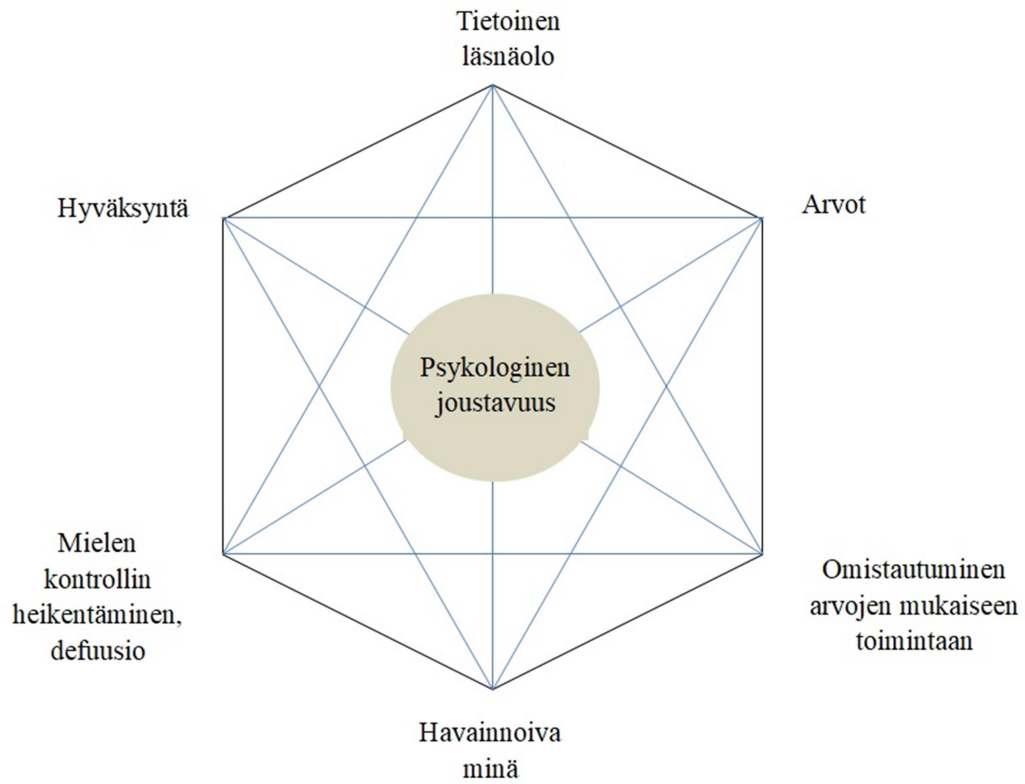 Tietoinen
läsnäolo
Hyväksyntä
Arvot
Psykologinen
joustavuus
Mielen
kontrollin
heikentäminen,
defuusio
Omistautuminen
arvojen mukaiseen
toimintaan
Havainnoiva
minä